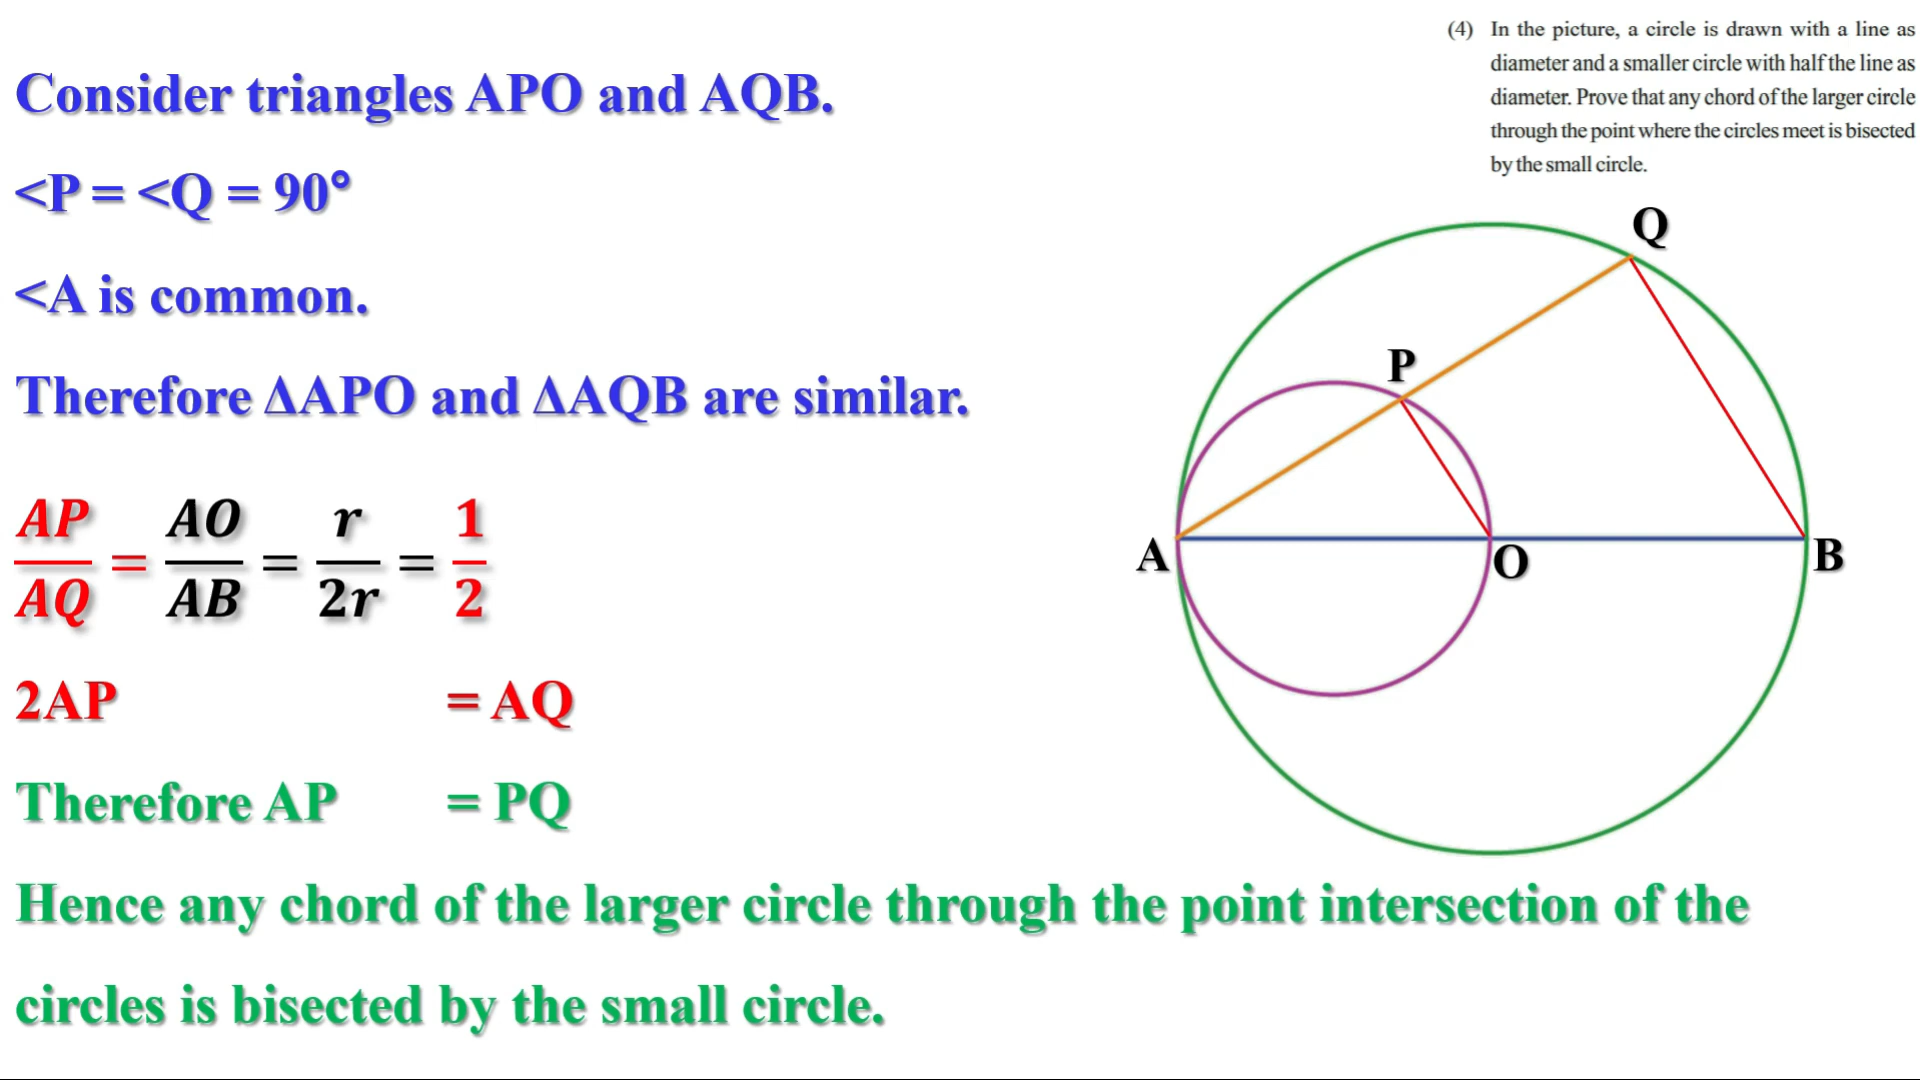 (4) In the picture, a circle is drawn with a line as
diameter and a smaller circle with half the line as
diameter. Prove that any chord of the larger circle
through the point where the circles meet is bisected
by the small circle.
Consider triangles APO and AQB.
<P = <Q = 90°
<A is common.
Therefore ΔAPO and ΔAQB are similar.
AP/AQ = AO/AB = r/2r = 1/2
2AP = AQ
Therefore AP = PQ
Hence any chord of the larger circle through the point intersection of the
circles is bisected by the small circle.
Q
P
A
O
B